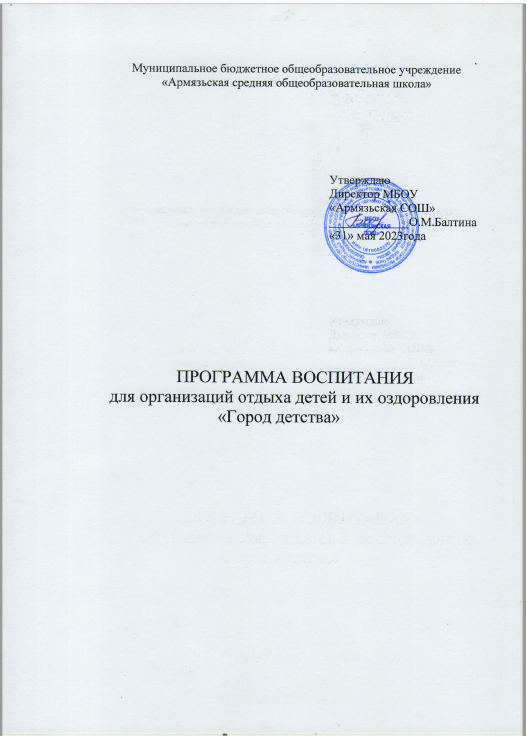 Муниципальное бюджетное общеобразовательное учреждение
«Армязьская средняя общеобразовательная школа»
Утверждаю
Директор МБОУ
«Армязьская СОШ»
О.М.Балтина
«31» мая 2023года
ПРОГРАММА ВОСПИТАНИЯ
для организаций отдыха детей и их оздоровления
«Город детства»